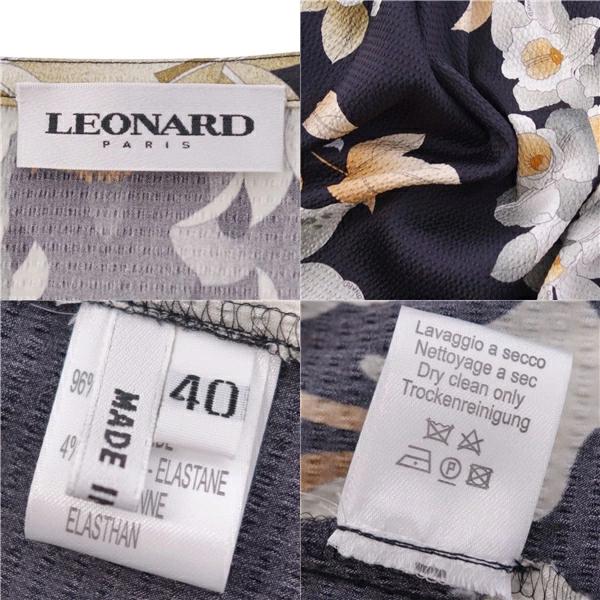 LEONARD
PARIS
96%
4%
MADE
40
- ELASTANE
ELASTHAN
Lavaggio a secco
Nettoyage a sec
Dry clean only
Trockenreinigung
P